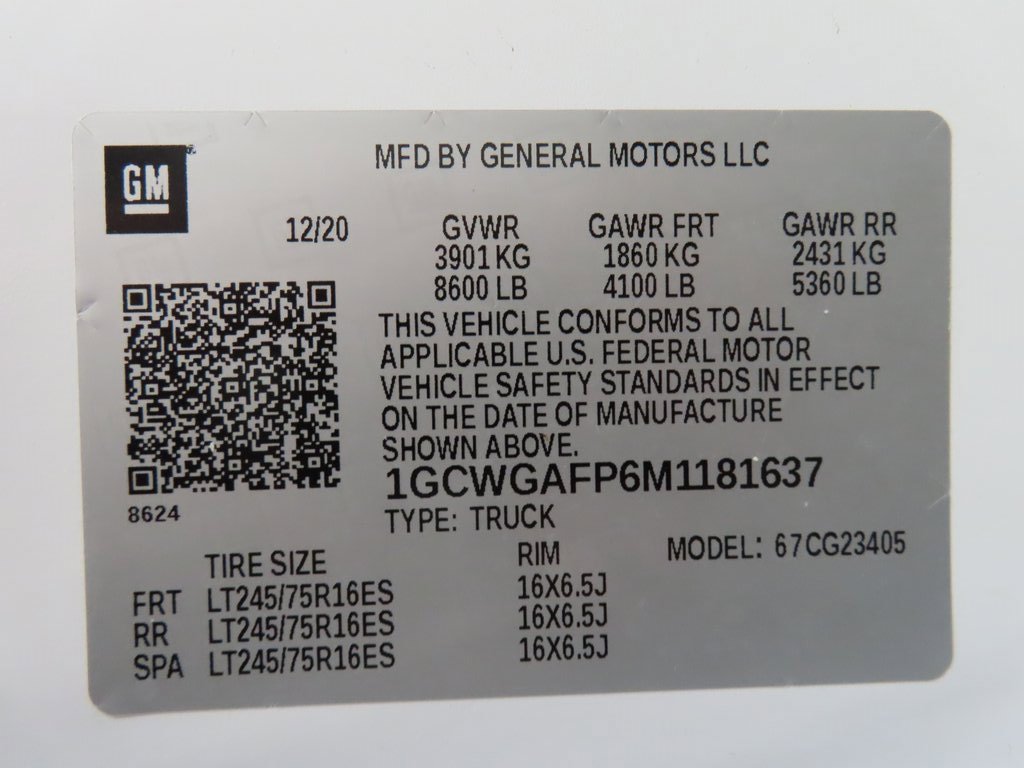 GM
MFD BY GENERAL MOTORS LLC
12/20 GVWR GAWR FRT GAWR RR
3901 KG 1860 KG 2431 KG
8600 LB 4100 LB 5360 LB
THIS VEHICLE CONFORMS TO ALL
APPLICABLE U.S. FEDERAL MOTOR
VEHICLE SAFETY STANDARDS IN EFFECT
ON THE DATE OF MANUFACTURE
SHOWN ABOVE.
1GCWGAFP6M1181637
8624
TYPE: TRUCK
TIRE SIZE RIM MODEL: 67CG23405
FRT LT245/75R16ES 16X6.5J
RR LT245/75R16ES 16X6.5J
SPA LT245/75R16ES 16X6.5J